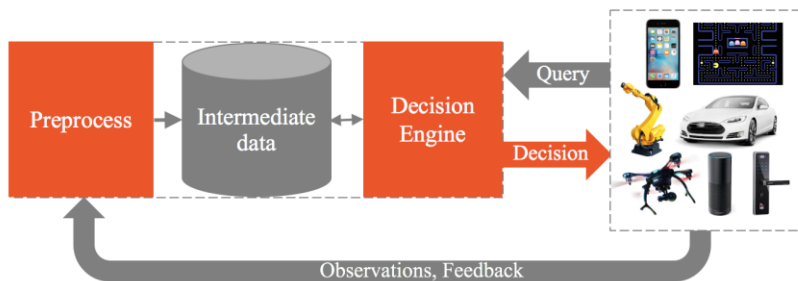 Preprocess
Intermediate
data
Decision
Engine
Query
Decision
Observations, Feedback